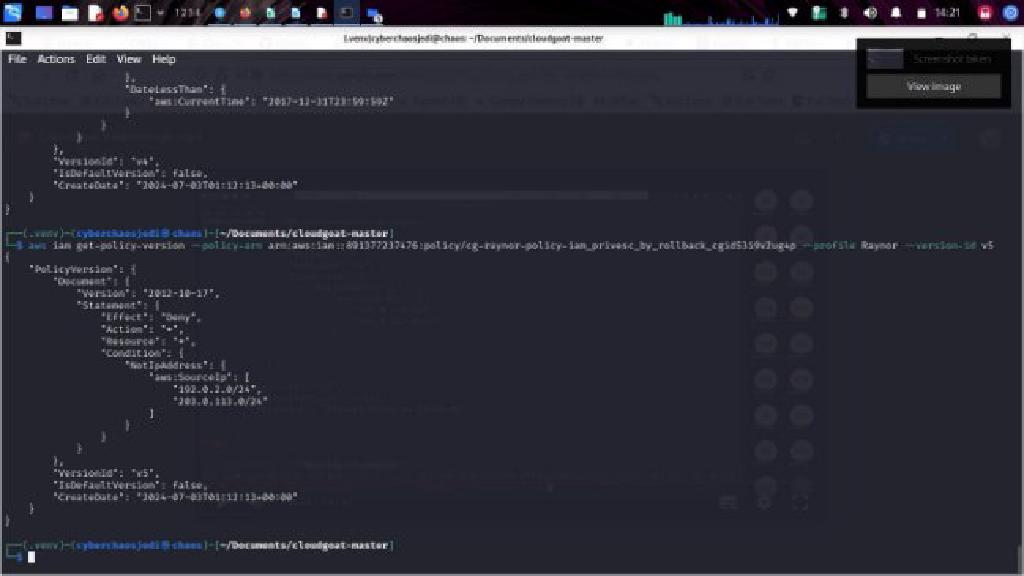 1 2 3 4
14:21
(.venv)cyberchaosjedi@chaos: ~/Documents/cloudgoat-master
File Actions Edit View Help
Screenshot taken
View image
},
"DateLessThan": {
"aws:CurrentTime": "2017-12-31T23:59:59Z"
}
}
}
},
"VersionId": "v4",
"IsDefaultVersion": false,
"CreateDate": "2024-07-03T01:12:13+00:00"
}
}
(.venv)-(cyberchaosjedi㉿chaos)-[~/Documents/cloudgoat-master]
$ aws iam get-policy-version --policy-arn arn:aws:iam::891377237476:policy/cg-raynor-policy-iam_privesc_by_rollback_cgid5359v2ug4p --profile Raynor --version-id v5
{
"PolicyVersion": {
"Document": {
"Version": "2012-10-17",
"Statement": {
"Effect": "Deny",
"Action": "*",
"Resource": "*",
"Condition": {
"NotIpAddress": {
"aws:SourceIp": [
"192.0.2.0/24",
"203.0.113.0/24"
]
}
}
}
},
"VersionId": "v5",
"IsDefaultVersion": false,
"CreateDate": "2024-07-03T01:12:13+00:00"
}
}
(.venv)-(cyberchaosjedi㉿chaos)-[~/Documents/cloudgoat-master]
$